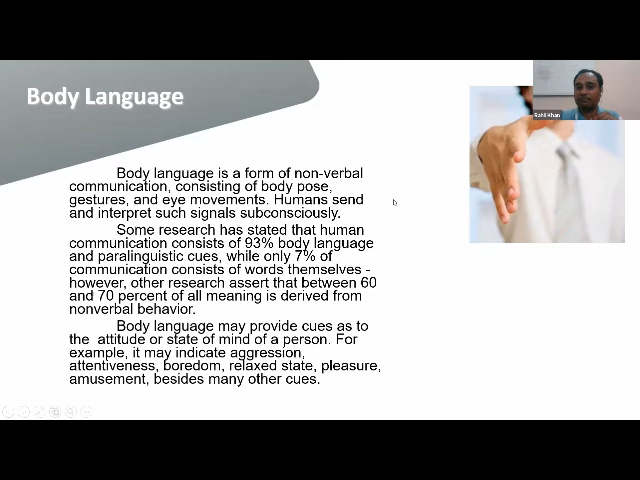 Body Language
Rahil Khan
Body language is a form of non-verbal
communication, consisting of body pose,
gestures, and eye movements. Humans send
and interpret such signals subconsciously.
Some research has stated that human
communication consists of 93% body language
and paralinguistic cues, while only 7% of
communication consists of words themselves -
however, other research assert that between 60
and 70 percent of all meaning is derived from
nonverbal behavior.
Body language may provide cues as to
the attitude or state of mind of a person. For
example, it may indicate aggression,
attentiveness, boredom, relaxed state, pleasure,
amusement, besides many other cues.